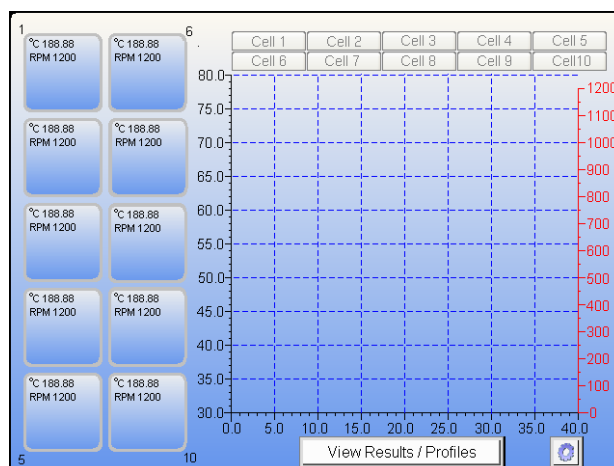 1
6
°C 188.88
RPM 1200
°C 188.88
RPM 1200
°C 188.88
RPM 1200
°C 188.88
RPM 1200
°C 188.88
RPM 1200
°C 188.88
RPM 1200
°C 188.88
RPM 1200
°C 188.88
RPM 1200
°C 188.88
RPM 1200
°C 188.88
RPM 1200
5
10
Cell 1 Cell 2 Cell 3 Cell 4 Cell 5
Cell 6 Cell 7 Cell 8 Cell 9 Cell10
80.0
75.0
70.0
65.0
60.0
55.0
50.0
45.0
40.0
35.0
30.0
1200
1100
1000
900
800
700
600
500
400
300
200
100
0
0.0 5.0 10.0 15.0 20.0 25.0 30.0 35.0 40.0
View Results / Profiles